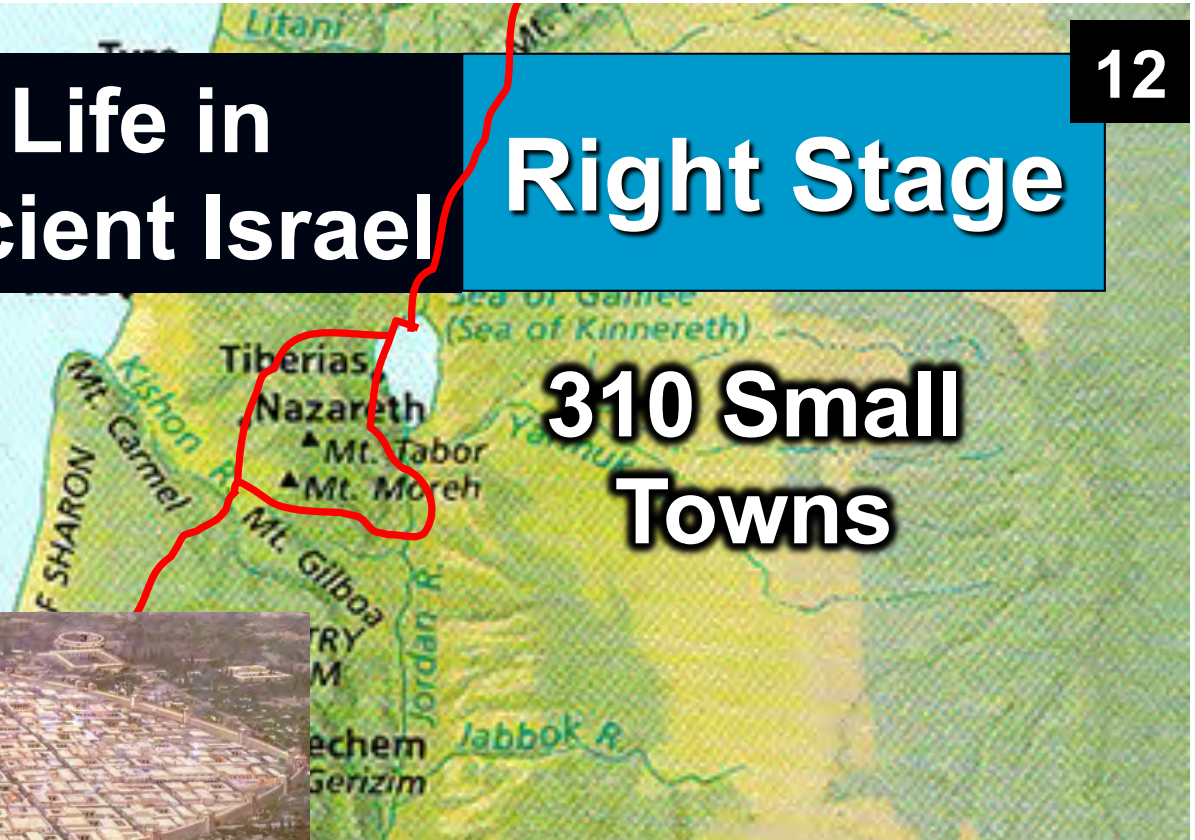 Litani
12
Life in
cient Israel
Right Stage
Sea of Galilee
(Sea of Kinnereth)
Tiberias
Kishon R.
Nazareth
Mt. Carmel
310 Small
Towns
Mt. Tabor
Yarmuk
Mt. Moreh
F SHARON
Mt. Gilboa
Jordan R.
TRY
M
echem
Jabbok R.
Gerizim